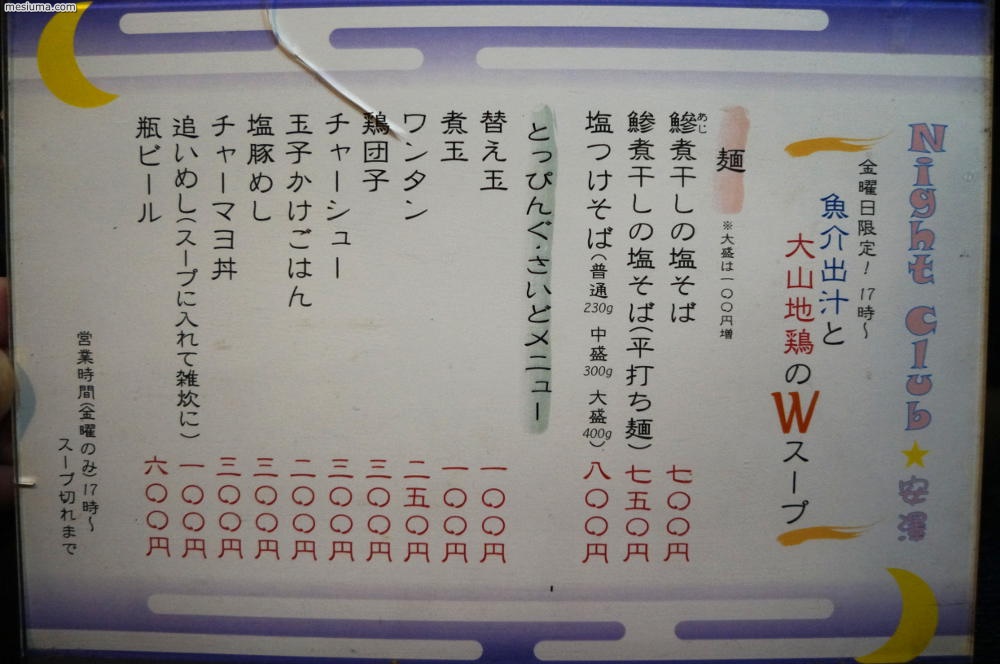 mesluma.com
Night Club★安澤
金曜日限定! 17時〜
魚介出汁と
大山地鶏のWスープ
麺 ※大盛は一〇〇円増
鯵煮干しの塩そば 七〇〇円
あじ
鯵煮干しの塩そば(平打ち麺) 七五〇円
塩つけそば(普通230g 中盛300g 大盛400g) 八〇〇円
とっぴんぐ・さいどメニュー
替え玉 一〇〇円
煮玉 一〇〇円
ワンタン 二五〇円
鶏団子 三〇〇円
チャーシュー 三〇〇円
玉子かけごはん 二〇〇円
塩豚めし 三〇〇円
チャーマヨ丼 三〇〇円
追いめし(スープに入れて雑炊に) 一〇〇円
瓶ビール 六〇〇円
営業時間(金曜のみ)17時〜
スープ切れまで